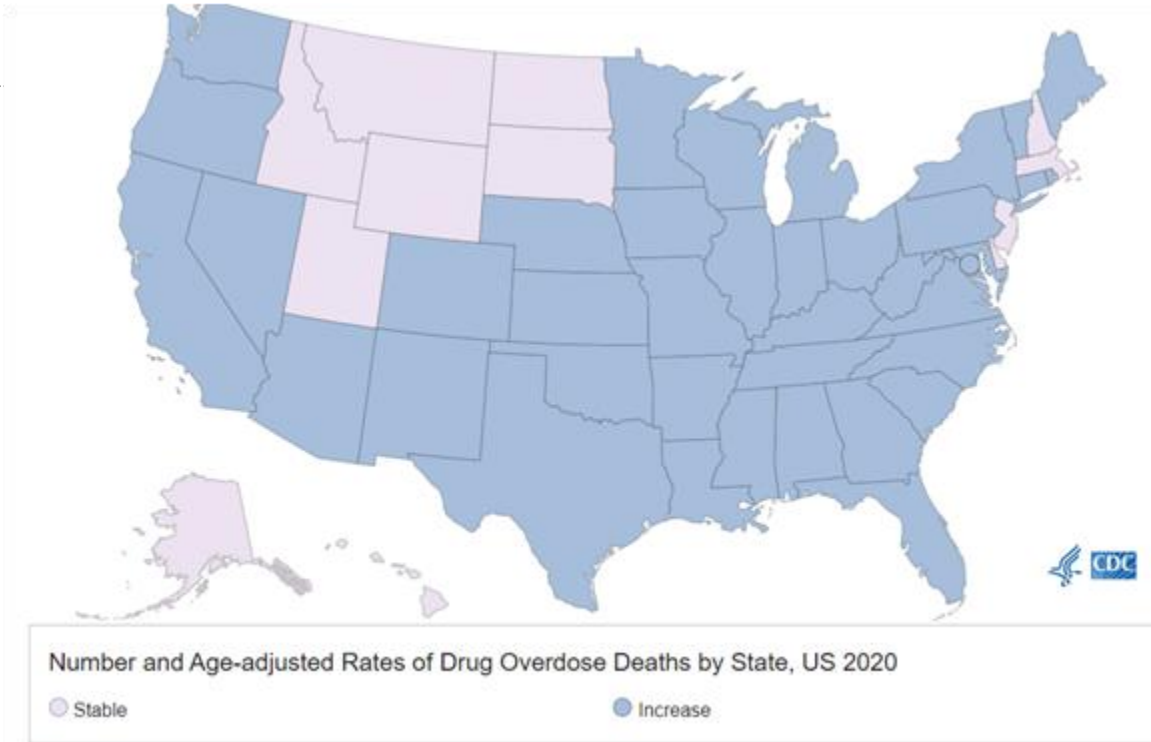 CDC
Number and Age-adjusted Rates of Drug Overdose Deaths by State, US 2020
Stable
Increase